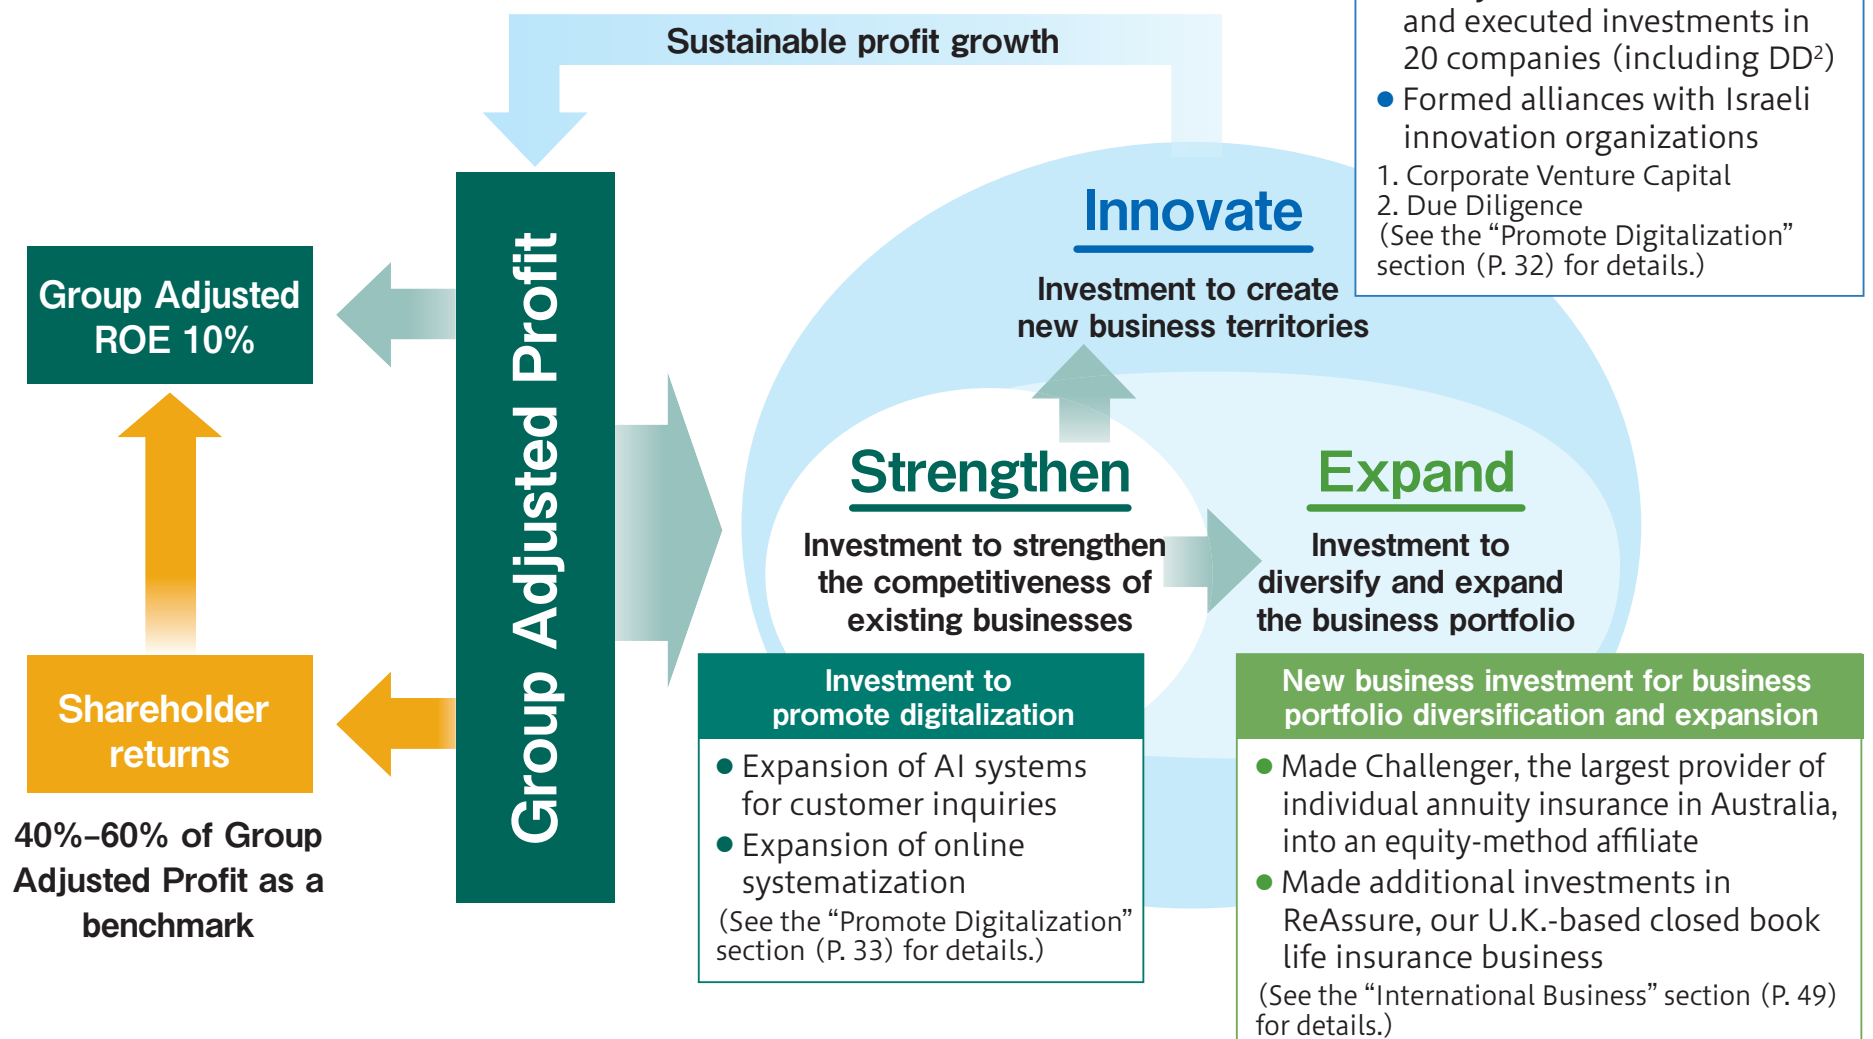 Sustainable profit growth
and executed investments in
20 companies (including DD²)
● Formed alliances with Israeli
innovation organizations
1. Corporate Venture Capital
2. Due Diligence
(See the “Promote Digitalization”
section (P. 32) for details.)
Innovate
Investment to create
new business territories
Group Adjusted
ROE 10%
Group Adjusted Profit
Strengthen
Investment to strengthen
the competitiveness of
existing businesses
Expand
Investment to
diversify and expand
the business portfolio
Shareholder
returns
40%–60% of Group
Adjusted Profit as a
benchmark
Investment to
promote digitalization
● Expansion of AI systems
for customer inquiries
● Expansion of online
systematization
(See the “Promote Digitalization”
section (P. 33) for details.)
New business investment for business
portfolio diversification and expansion
● Made Challenger, the largest provider of
individual annuity insurance in Australia,
into an equity-method affiliate
● Made additional investments in
ReAssure, our U.K.-based closed book
life insurance business
(See the “International Business” section (P. 49)
for details.)